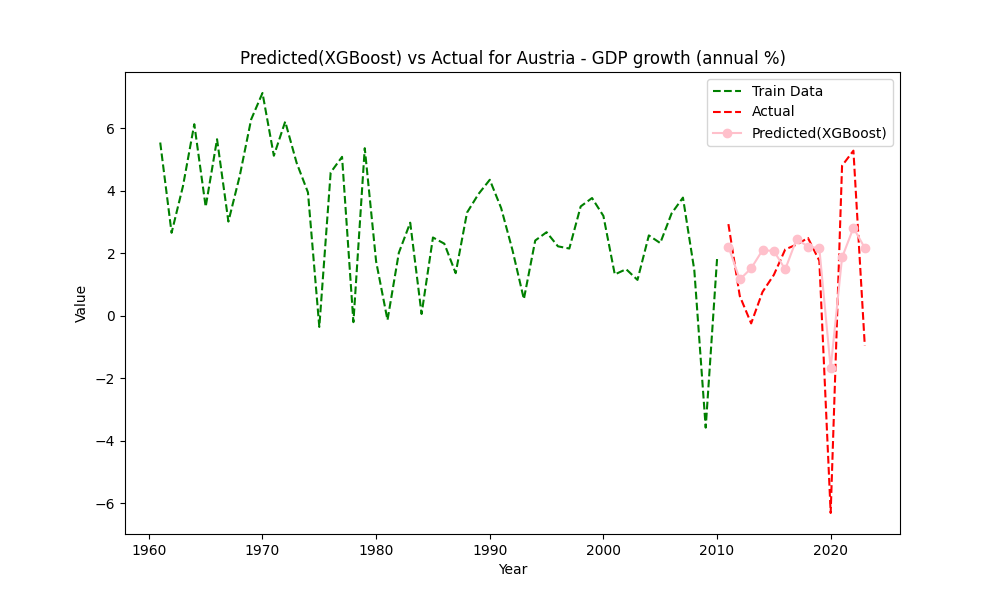 Predicted(XGBoost) vs Actual for Austria - GDP growth (annual %)
Train Data
Actual
Predicted(XGBoost)
Value
6
4
2
0
−2
−4
−6
1960 1970 1980 1990 2000 2010 2020
Year